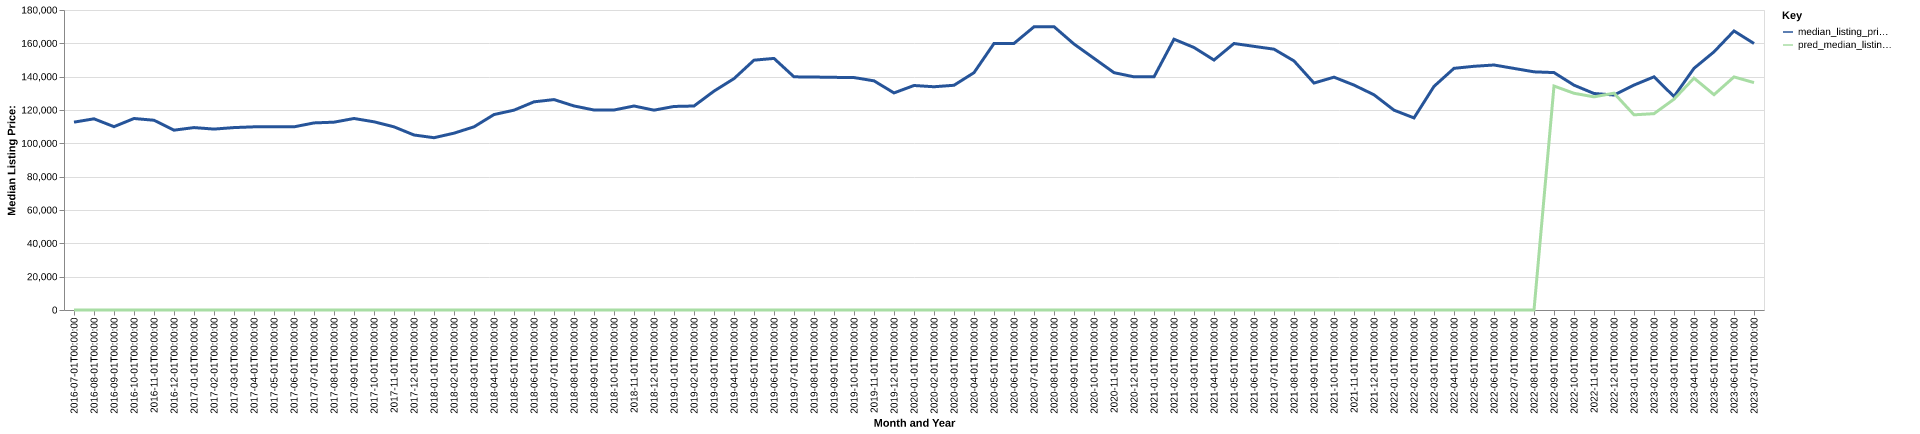 Key
median_listing_pri…
pred_median_listin…
Median Listing Price:
180,000
160,000
140,000
120,000
100,000
80,000
60,000
40,000
20,000
0
2016-07-01T00:00:00
2016-08-01T00:00:00
2016-09-01T00:00:00
2016-10-01T00:00:00
2016-11-01T00:00:00
2016-12-01T00:00:00
2017-01-01T00:00:00
2017-02-01T00:00:00
2017-03-01T00:00:00
2017-04-01T00:00:00
2017-05-01T00:00:00
2017-06-01T00:00:00
2017-07-01T00:00:00
2017-08-01T00:00:00
2017-09-01T00:00:00
2017-10-01T00:00:00
2017-11-01T00:00:00
2017-12-01T00:00:00
2018-01-01T00:00:00
2018-02-01T00:00:00
2018-03-01T00:00:00
2018-04-01T00:00:00
2018-05-01T00:00:00
2018-06-01T00:00:00
2018-07-01T00:00:00
2018-08-01T00:00:00
2018-09-01T00:00:00
2018-10-01T00:00:00
2018-11-01T00:00:00
2018-12-01T00:00:00
2019-01-01T00:00:00
2019-02-01T00:00:00
2019-03-01T00:00:00
2019-04-01T00:00:00
2019-05-01T00:00:00
2019-06-01T00:00:00
2019-07-01T00:00:00
2019-08-01T00:00:00
2019-09-01T00:00:00
2019-10-01T00:00:00
2019-11-01T00:00:00
2019-12-01T00:00:00
2020-01-01T00:00:00
2020-02-01T00:00:00
2020-03-01T00:00:00
2020-04-01T00:00:00
2020-05-01T00:00:00
2020-06-01T00:00:00
2020-07-01T00:00:00
2020-08-01T00:00:00
2020-09-01T00:00:00
2020-10-01T00:00:00
2020-11-01T00:00:00
2020-12-01T00:00:00
2021-01-01T00:00:00
2021-02-01T00:00:00
2021-03-01T00:00:00
2021-04-01T00:00:00
2021-05-01T00:00:00
2021-06-01T00:00:00
2021-07-01T00:00:00
2021-08-01T00:00:00
2021-09-01T00:00:00
2021-10-01T00:00:00
2021-11-01T00:00:00
2021-12-01T00:00:00
2022-01-01T00:00:00
2022-02-01T00:00:00
2022-03-01T00:00:00
2022-04-01T00:00:00
2022-05-01T00:00:00
2022-06-01T00:00:00
2022-07-01T00:00:00
2022-08-01T00:00:00
2022-09-01T00:00:00
2022-10-01T00:00:00
2022-11-01T00:00:00
2022-12-01T00:00:00
2023-01-01T00:00:00
2023-02-01T00:00:00
2023-03-01T00:00:00
2023-04-01T00:00:00
2023-05-01T00:00:00
2023-06-01T00:00:00
2023-07-01T00:00:00
Month and Year